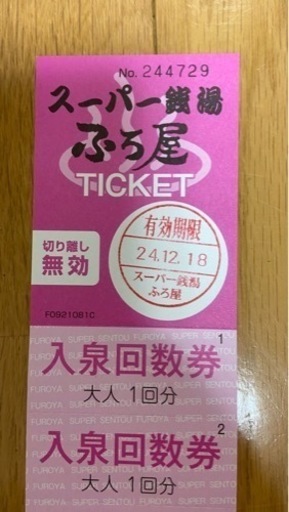 No. 244729
スーパー銭湯
ふろ屋
TICKET
切り離し
無効
有効期限
24.12.18
スーパー銭湯
ふろ屋
F0921081C
入泉回数券 1
大人 1回分
入泉回数券 2
大人 1回分
FUROYA SUPER SENTOU